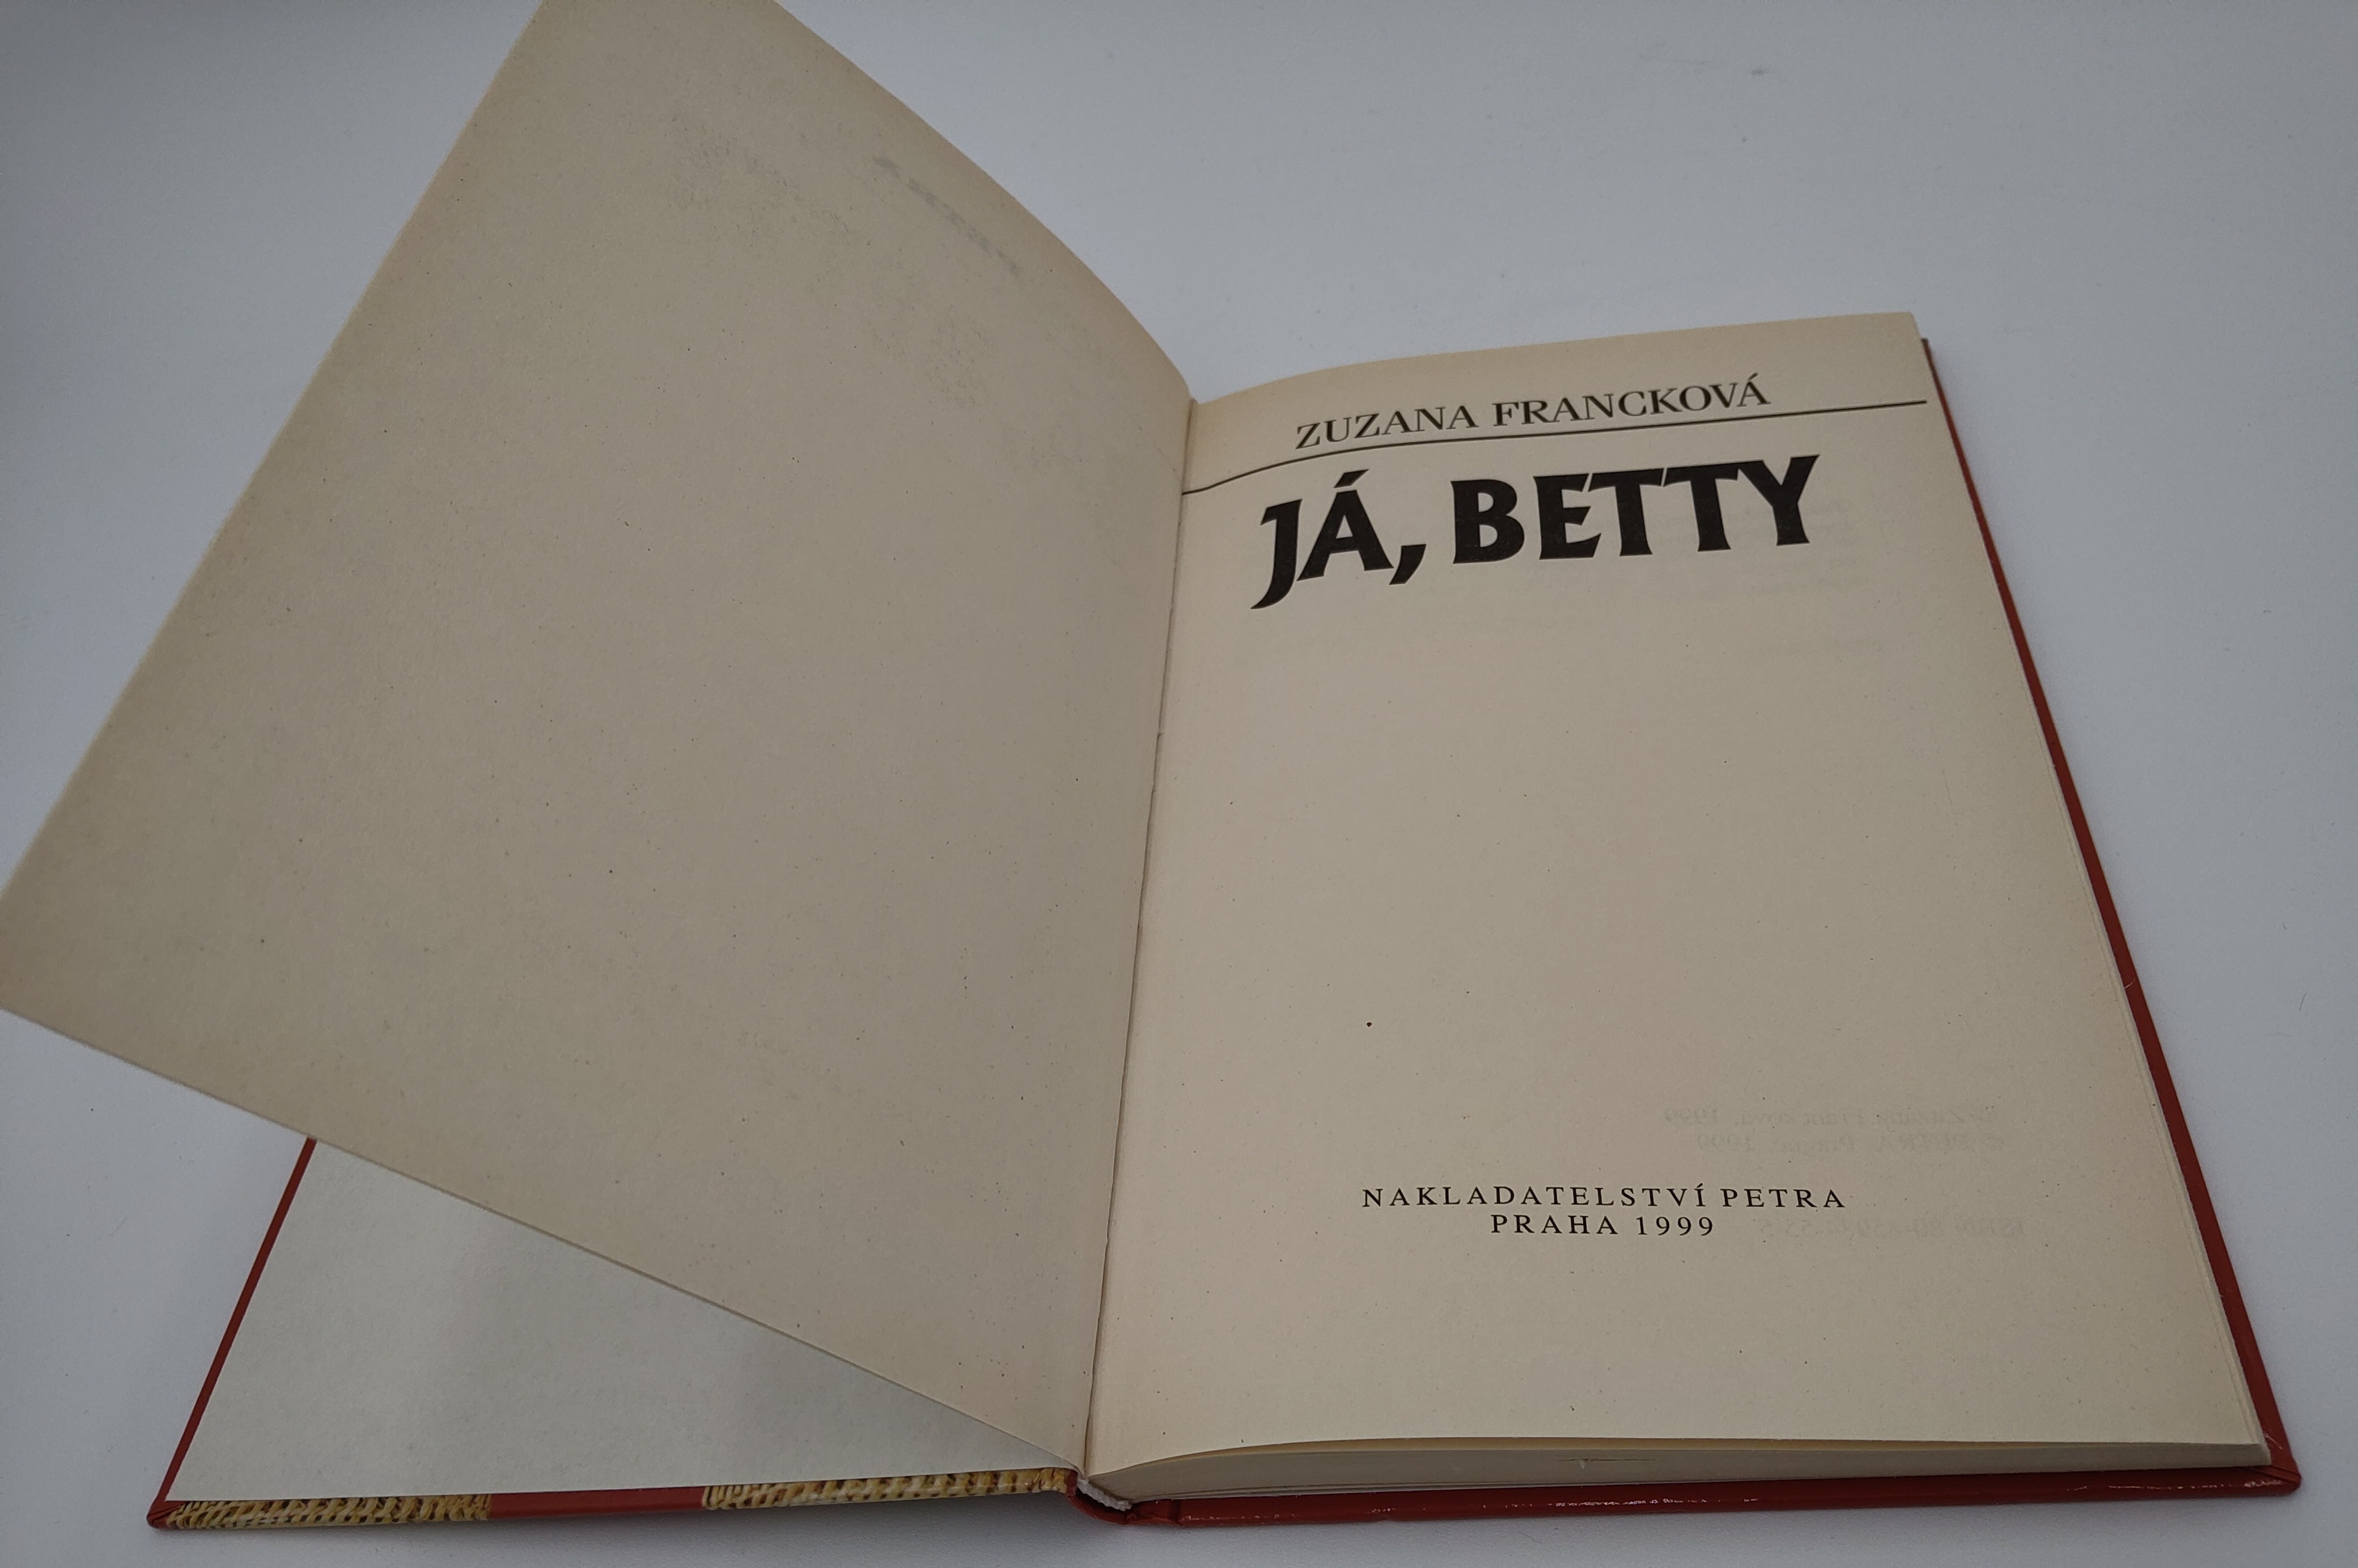 ZUZANA FRANCKOVÁ
JÁ, BETTY
NAKLADATELSTVÍ PETRA
PRAHA 1999